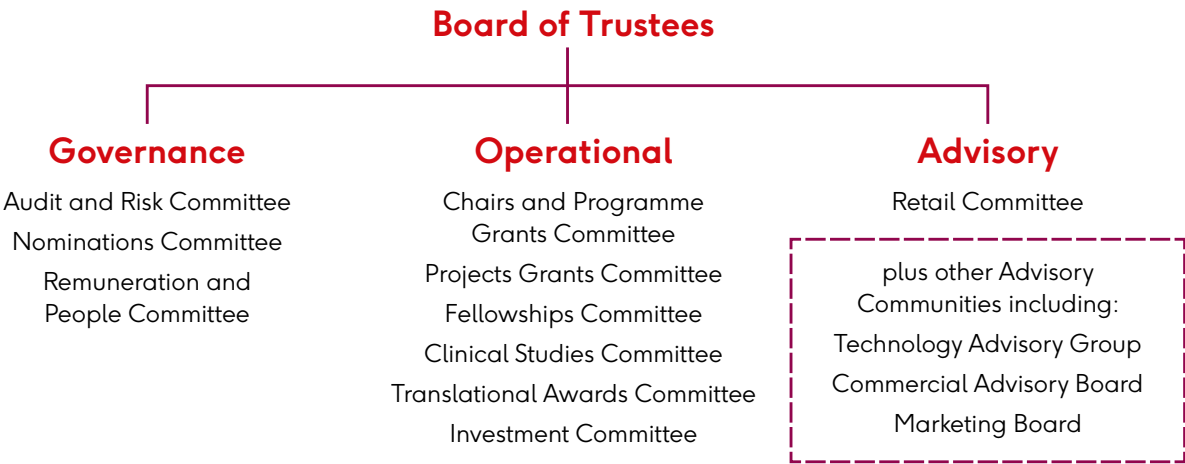 Board of Trustees
Governance
Audit and Risk Committee
Nominations Committee
Remuneration and
People Committee
Operational
Chairs and Programme
Grants Committee
Projects Grants Committee
Fellowships Committee
Clinical Studies Committee
Translational Awards Committee
Investment Committee
Advisory
Retail Committee
plus other Advisory
Communities including:
Technology Advisory Group
Commercial Advisory Board
Marketing Board